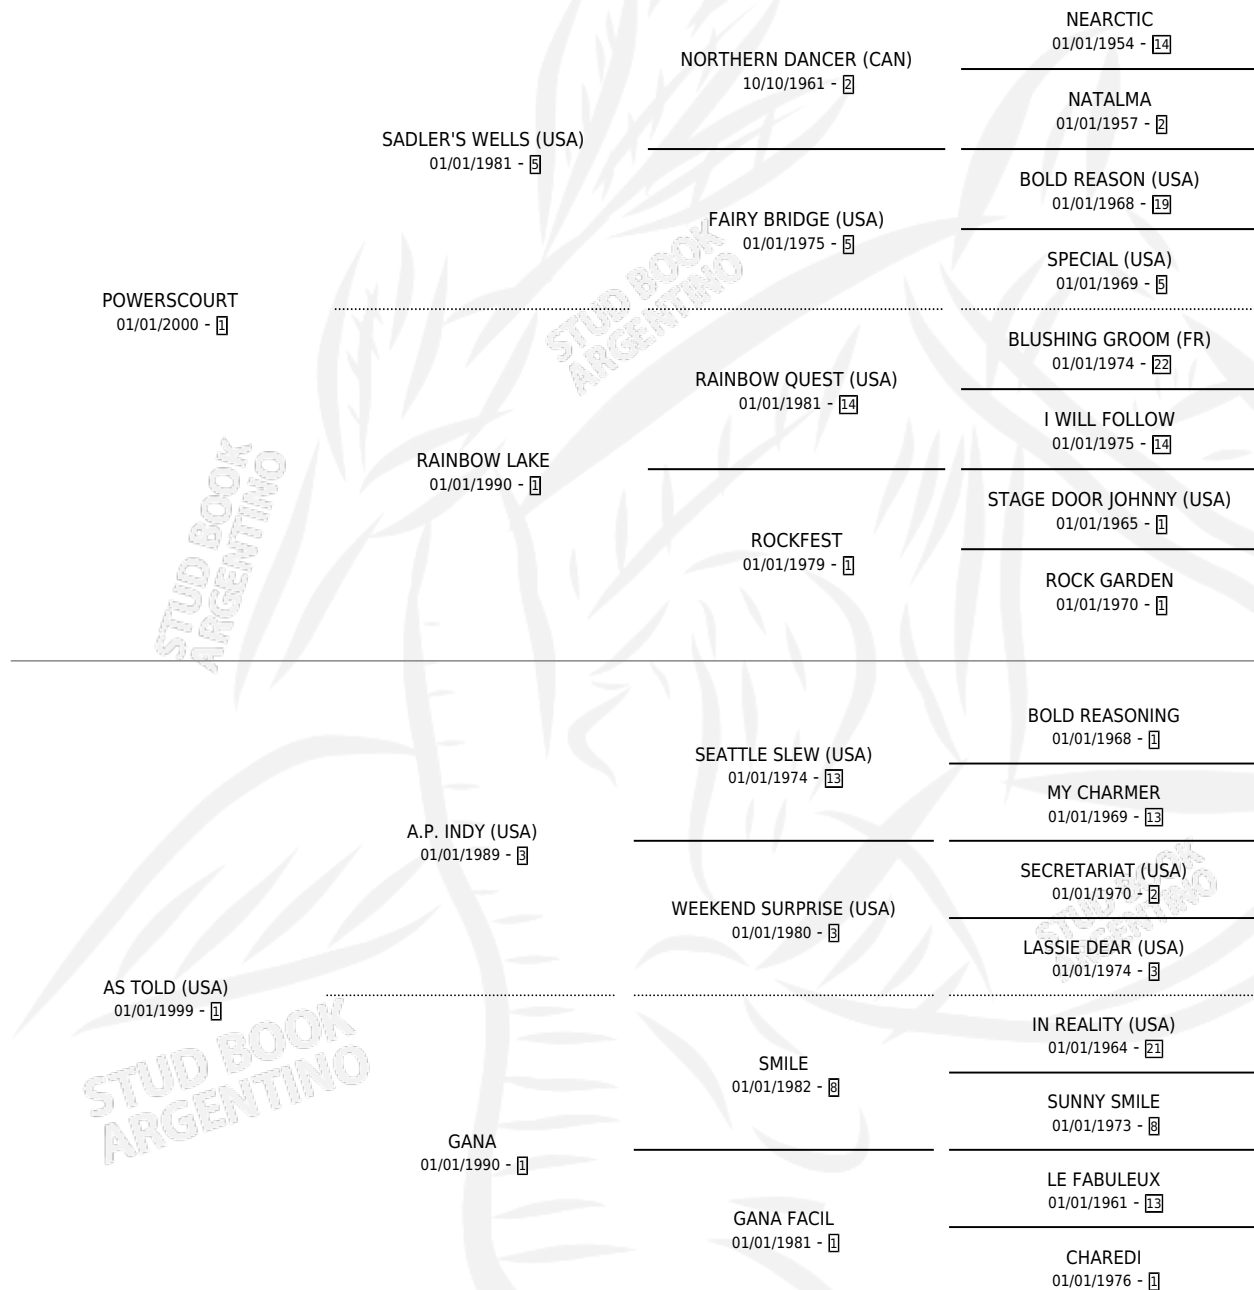 NEARCTIC
01/01/1954 - 14
NORTHERN DANCER (CAN)
10/10/1961 - 2
NATALMA
01/01/1957 - 2
SADLER'S WELLS (USA)
01/01/1981 - 5
BOLD REASON (USA)
01/01/1968 - 19
FAIRY BRIDGE (USA)
01/01/1975 - 5
SPECIAL (USA)
01/01/1969 - 5
STUD BOOK
ARGENTINO
POWERSCOURT
01/01/2000 - 1
BLUSHING GROOM (FR)
01/01/1974 - 22
RAINBOW QUEST (USA)
01/01/1981 - 14
I WILL FOLLOW
01/01/1975 - 14
RAINBOW LAKE
01/01/1990 - 1
STAGE DOOR JOHNNY (USA)
01/01/1965 - 1
ROCKFEST
01/01/1979 - 1
ROCK GARDEN
01/01/1970 - 1
STUD BOOK
ARGENTINO
BOLD REASONING
01/01/1968 - 1
SEATTLE SLEW (USA)
01/01/1974 - 13
MY CHARMER
01/01/1969 - 13
A.P. INDY (USA)
01/01/1989 - 3
SECRETARIAT (USA)
01/01/1970 - 2
WEEKEND SURPRISE (USA)
01/01/1980 - 3
LASSIE DEAR (USA)
01/01/1974 - 3
STUD BOOK
ARGENTINO
AS TOLD (USA)
01/01/1999 - 1
IN REALITY (USA)
01/01/1964 - 21
SMILE
01/01/1982 - 8
SUNNY SMILE
01/01/1973 - 8
STUD BOOK
ARGENTINO
GANA
01/01/1990 - 1
LE FABULEUX
01/01/1961 - 13
GANA FACIL
01/01/1981 - 1
CHAREDI
01/01/1976 - 1